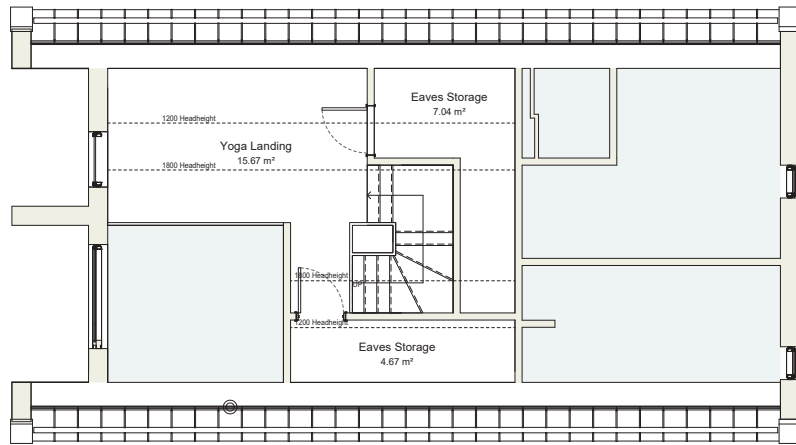 Eaves Storage
7.04 m²
1200 Headheight
Yoga Landing
15.67 m²
1800 Headheight
1800 Headheight
UP
1200 Headheight
Eaves Storage
4.67 m²